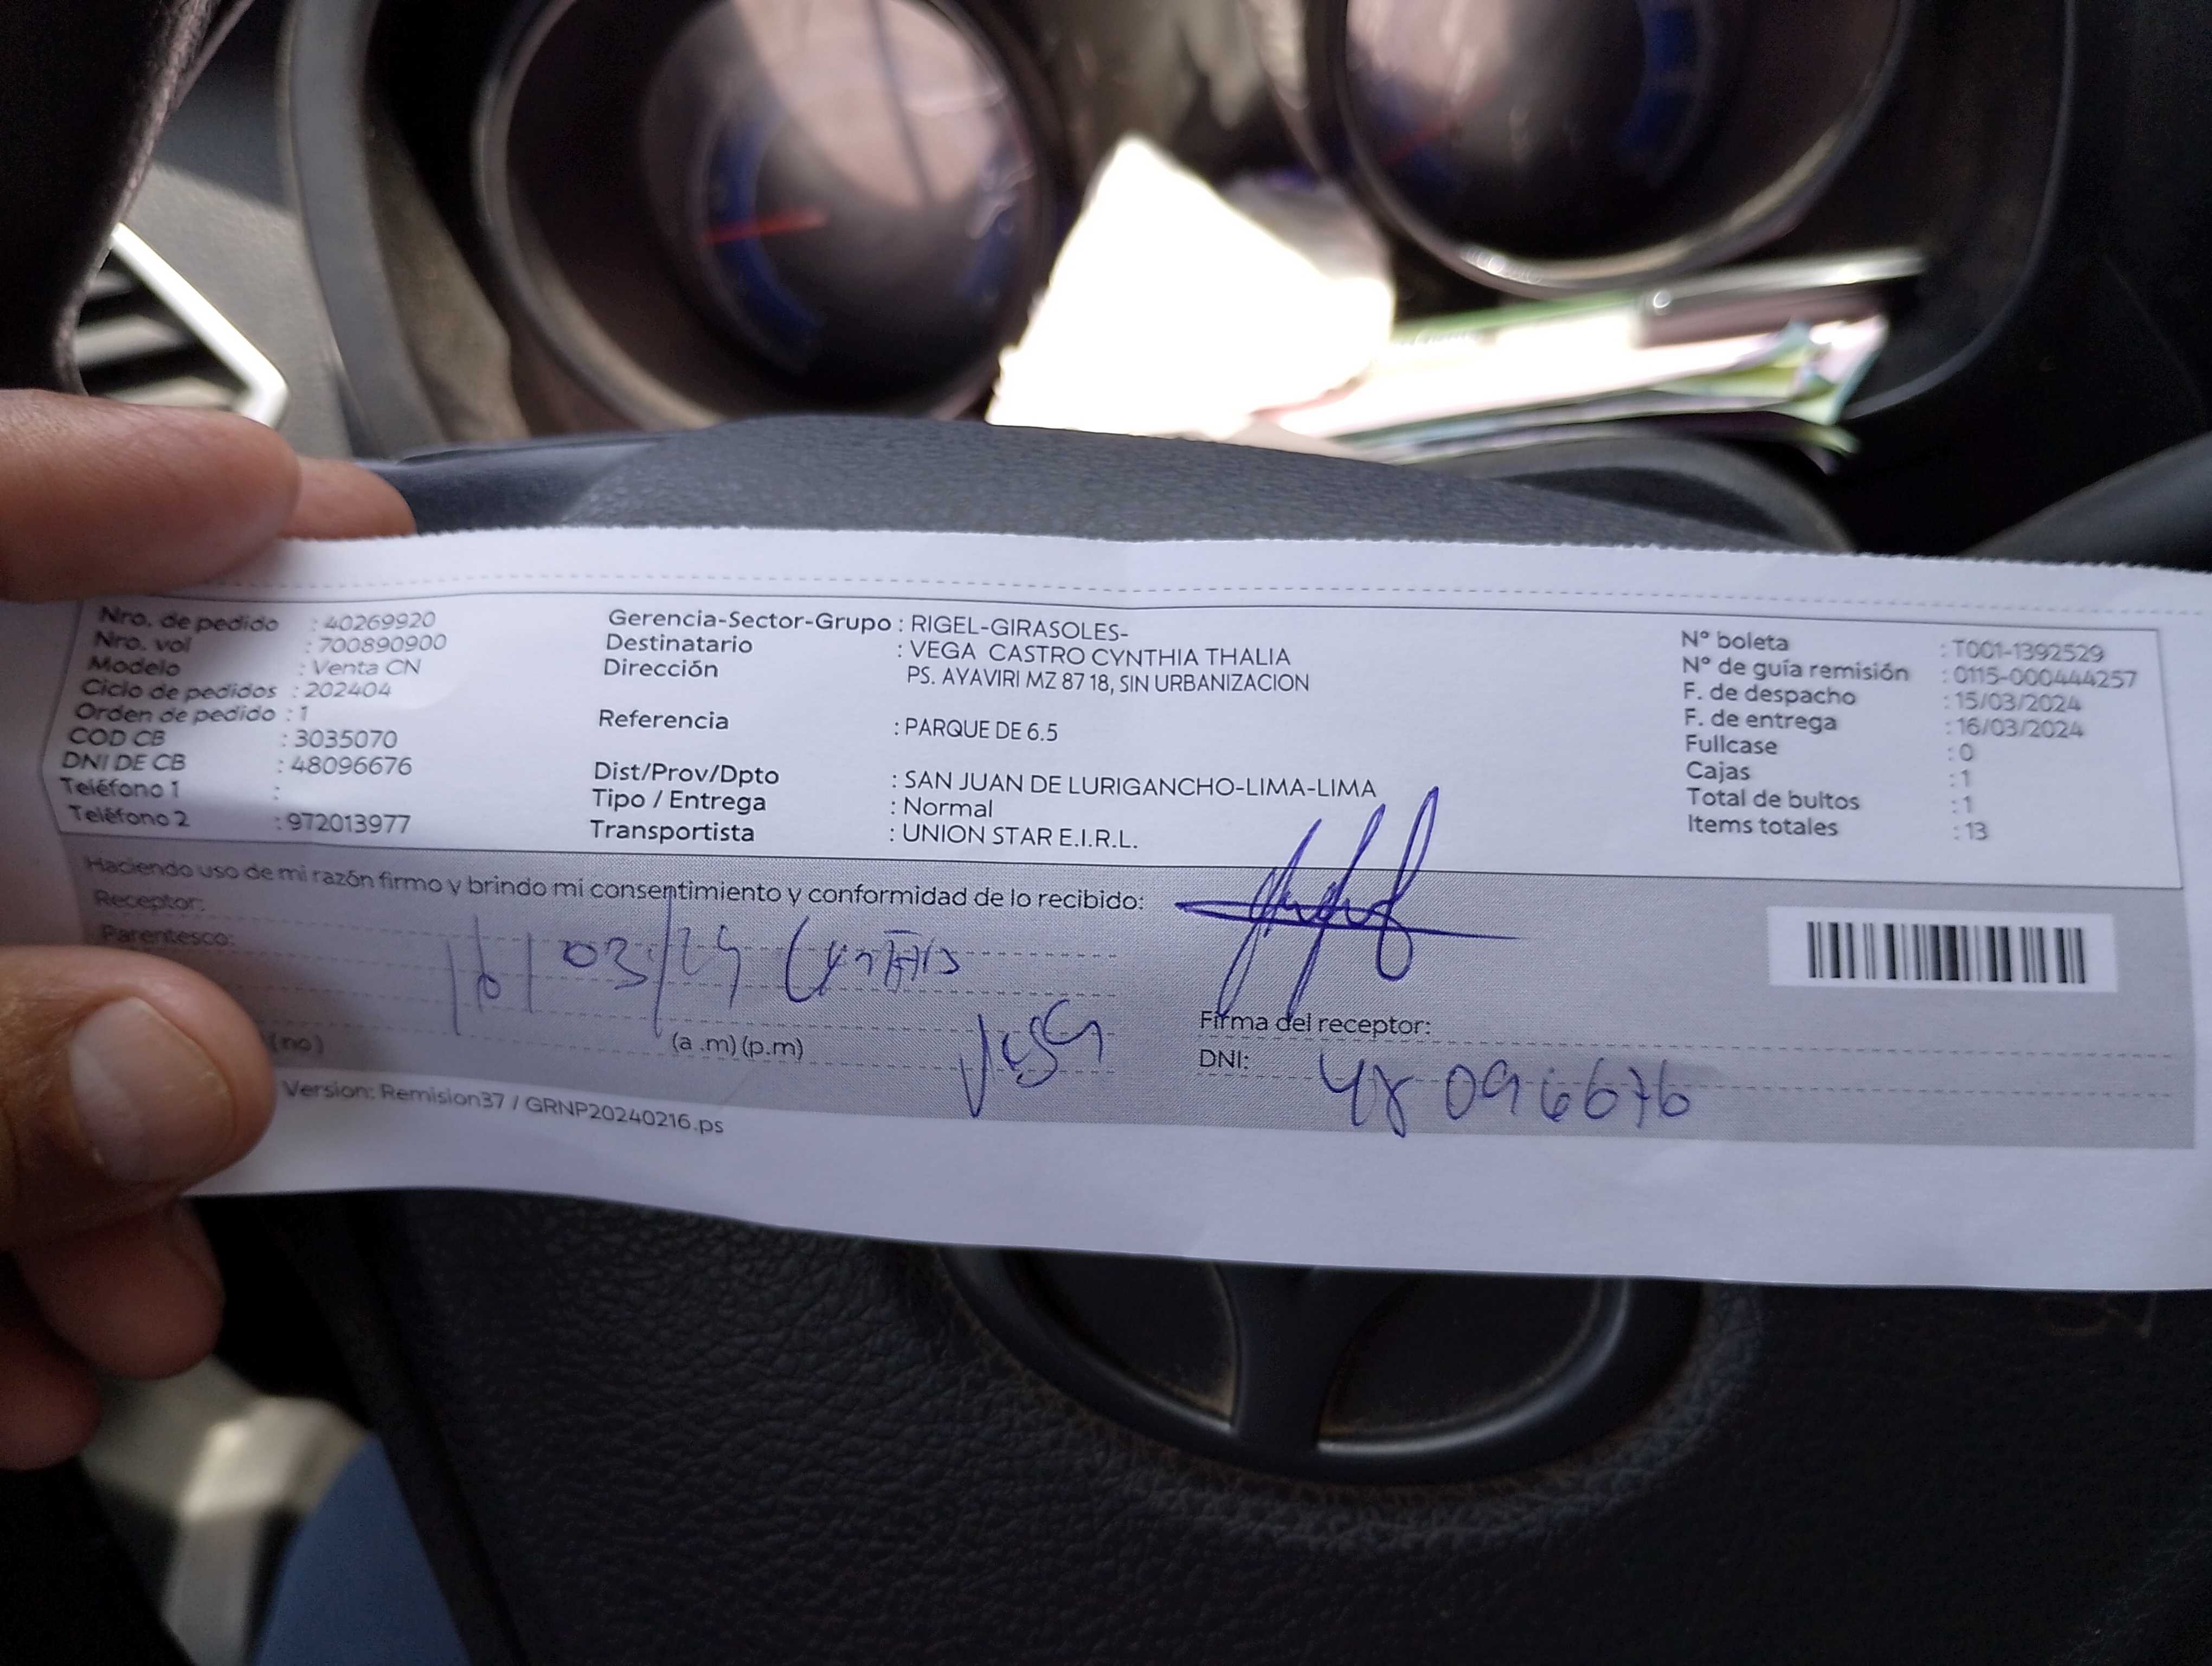 Nro. de pedido : 40269920
Nro. vol : 700890900
Modelo : Venta CN
Ciclo de pedidos : 202404
Orden de pedido : 1
COD CB : 3035070
DNI DE CB : 48096676
Teléfono 1 :
Teléfono 2 : 972013977
Gerencia-Sector-Grupo : RIGEL-GIRASOLES-
Destinatario : VEGA CASTRO CYNTHIA THALIA
Dirección PS. AYAVIRI MZ 87 18, SIN URBANIZACION
Referencia : PARQUE DE 6.5
Dist/Prov/Dpto : SAN JUAN DE LURIGANCHO-LIMA-LIMA
Tipo / Entrega : Normal
Transportista : UNION STAR E.I.R.L.
N° boleta : T001-1392529
N° de guía remisión : 0115-000444257
F. de despacho : 15/03/2024
F. de entrega : 16/03/2024
Fullcase : 0
Cajas : 1
Total de bultos : 1
Items totales : 13
Haciendo uso de mi razón firmo y brindo mi consentimiento y conformidad de lo recibido:
Receptor:
Parentesco:
16/03/24
(no) (a .m) (p.m)
Firma del receptor:
DNI: 48096676
Version: Remision37 / GRNP20240216.ps